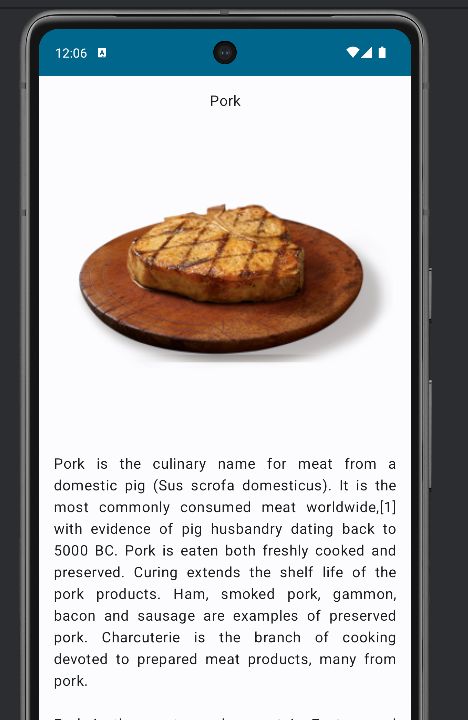 12:06 A
Pork
Pork is the culinary name for meat from a
domestic pig (Sus scrofa domesticus). It is the
most commonly consumed meat worldwide,[1]
with evidence of pig husbandry dating back to
5000 BC. Pork is eaten both freshly cooked and
preserved. Curing extends the shelf life of the
pork products. Ham, smoked pork, gammon,
bacon and sausage are examples of preserved
pork. Charcuterie is the branch of cooking
devoted to prepared meat products, many from
pork.